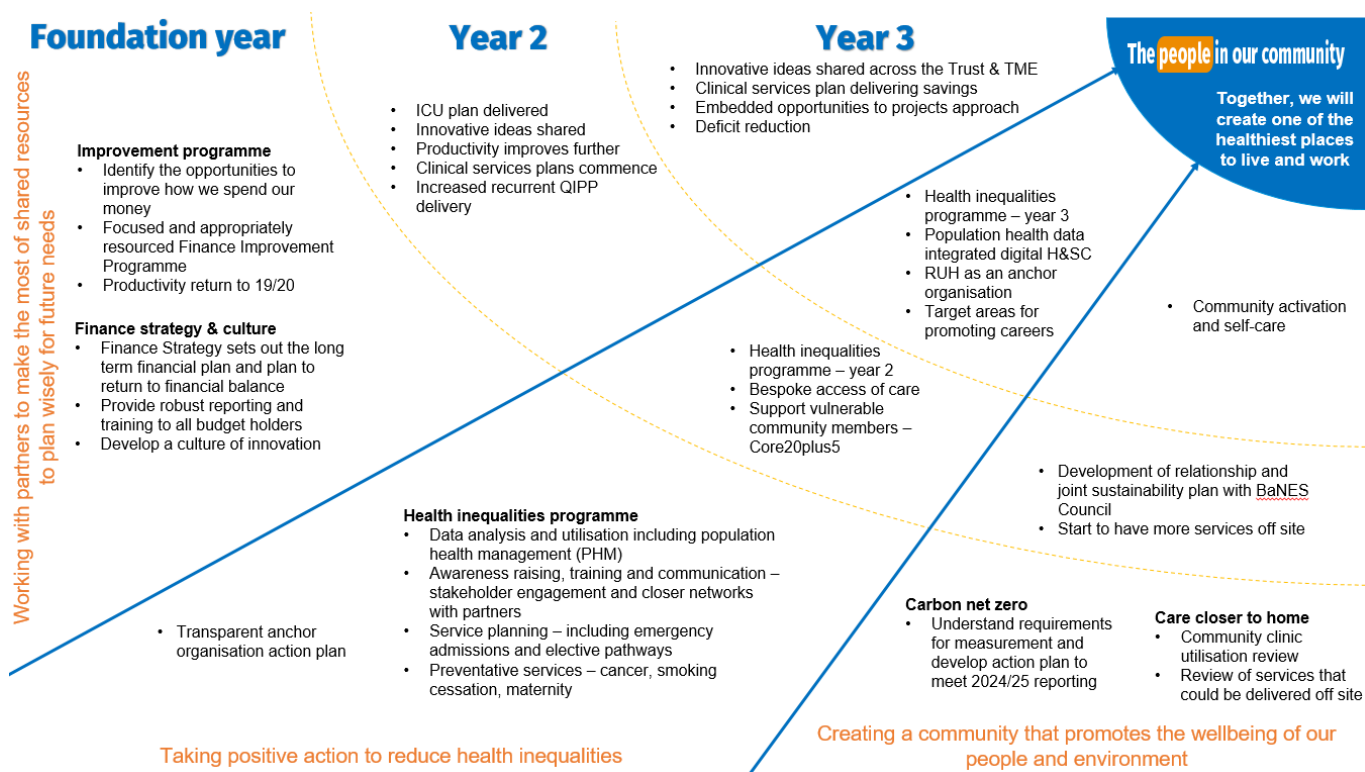 Foundation year
Year 2
Year 3
The people in our community
Together, we will
create one of the
healthiest places
to live and work
Working with partners to make the most of shared resources
to plan wisely for future needs
Improvement programme
• Identify the opportunities to
improve how we spend our
money
• Focused and appropriately
resourced Finance Improvement
Programme
• Productivity return to 19/20
Finance strategy & culture
• Finance Strategy sets out the long
term financial plan and plan to
return to financial balance
• Provide robust reporting and
training to all budget holders
• Develop a culture of innovation
• ICU plan delivered
• Innovative ideas shared
• Productivity improves further
• Clinical services plans commence
• Increased recurrent QIPP
delivery
• Innovative ideas shared across the Trust & TME
• Clinical services plan delivering savings
• Embedded opportunities to projects approach
• Deficit reduction
• Transparent anchor
organisation action plan
Health inequalities programme
• Data analysis and utilisation including population
health management (PHM)
• Awareness raising, training and communication –
stakeholder engagement and closer networks
with partners
• Service planning – including emergency
admissions and elective pathways
• Preventative services – cancer, smoking
cessation, maternity
• Health inequalities
programme – year 2
• Bespoke access of care
• Support vulnerable
community members –
Core20plus5
• Health inequalities
programme – year 3
• Population health data
integrated digital H&SC
• RUH as an anchor
organisation
• Target areas for
promoting careers
Taking positive action to reduce health inequalities
Carbon net zero
• Understand requirements
for measurement and
develop action plan to
meet 2024/25 reporting
Care closer to home
• Community clinic
utilisation review
• Review of services that
could be delivered off site
• Development of relationship and
joint sustainability plan with BaNES
Council
• Start to have more services off site
• Community activation
and self-care
Creating a community that promotes the wellbeing of our
people and environment